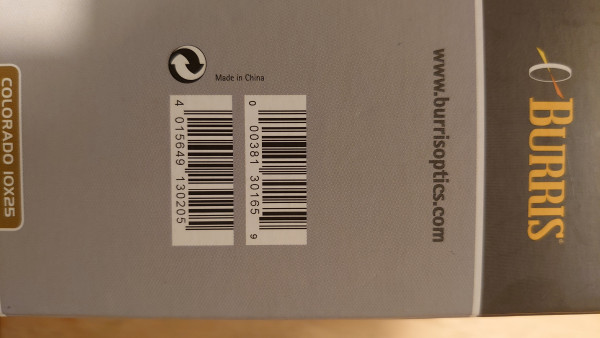 BURRIS
www.burrisoptics.com
Made in China
0 00381 30165 9
4 015649 130205
COLORADO 10X25